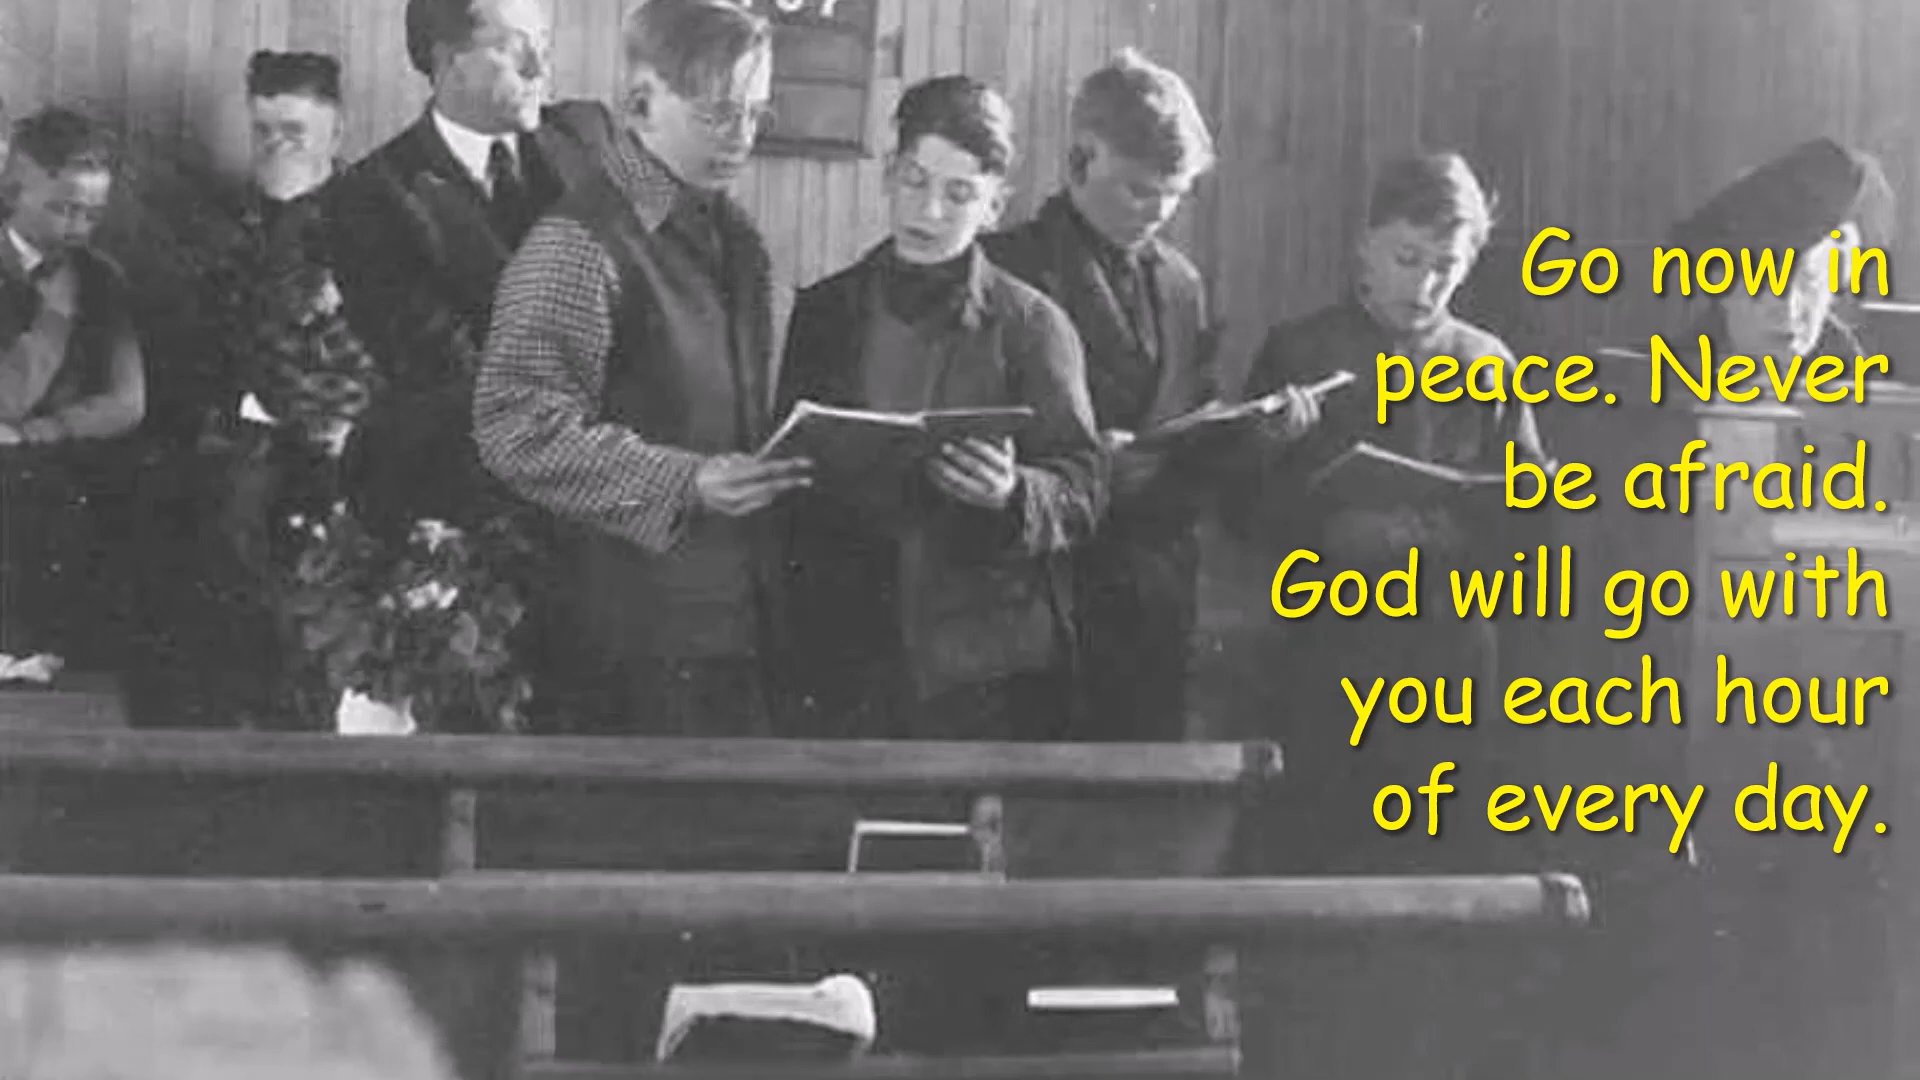 Go now in
peace. Never
be afraid.
God will go with
you each hour
of every day.